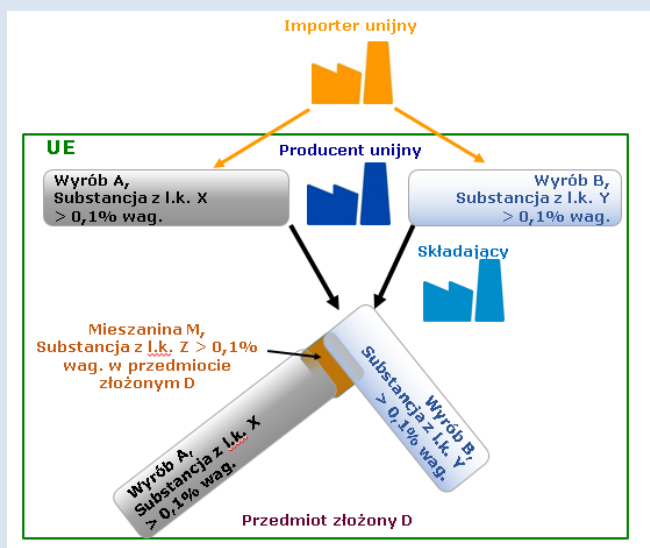 Importer unijny
UE
Producent unijny
Wyrób A,
Substancja z l.k. X
> 0,1% wag.
Wyrób B,
Substancja z l.k. Y
> 0,1% wag.
Składający
Mieszanina M,
Substancja z l.k. Z > 0,1%
wag. w przedmiocie
złożonym D
Wyrób A,
Substancja z l.k. X
> 0,1% wag.
Wyrób B,
Substancja z l.k. Y
> 0,1% wag.
Przedmiot złożony D